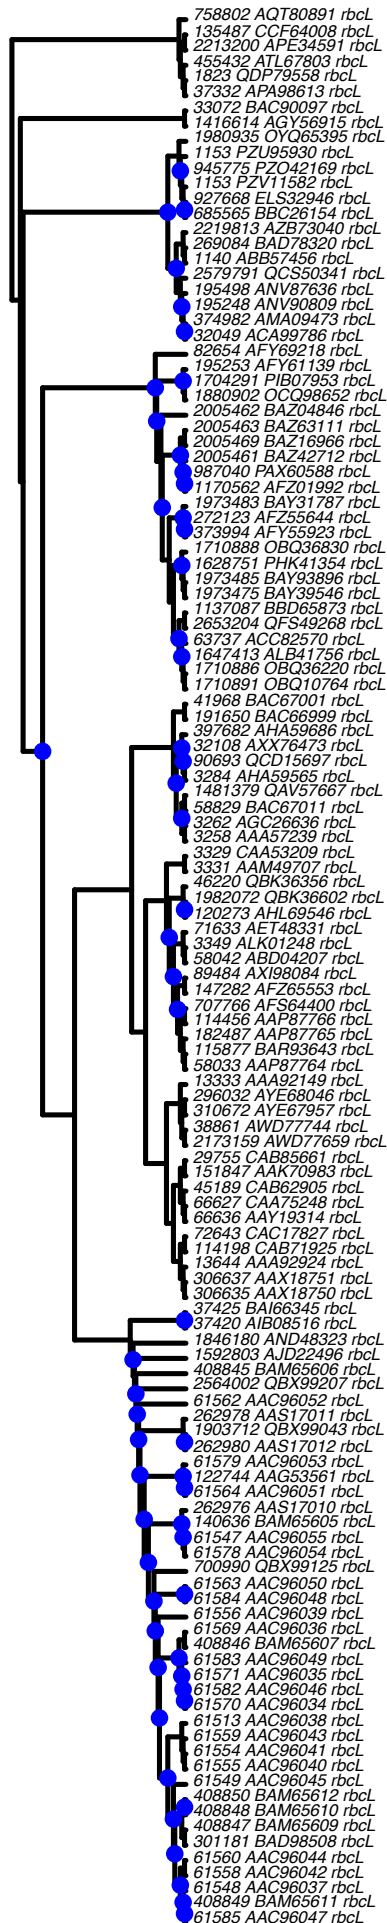 758802 AQT80891 rbcL
135487 CCF64008 rbcL
2213200 APE34591 rbcL
455432 ATL67803 rbcL
1823 QDP79558 rbcL
37332 APA98613 rbcL
33072 BAC90097 rbcL
1416614 AGY56915 rbcL
1980935 OYQ65395 rbcL
1153 PZU95930 rbcL
945775 PZO42169 rbcL
1153 PZV11582 rbcL
927668 ELS32946 rbcL
685565 BBC26154 rbcL
2219813 AZB73040 rbcL
269084 BAD78320 rbcL
1140 ABB57456 rbcL
2579791 QCS50341 rbcL
195498 ANV87636 rbcL
195248 ANV90809 rbcL
374982 AMA09473 rbcL
32049 ACA99786 rbcL
82654 AFY69218 rbcL
195253 AFY61139 rbcL
1704291 PIB07953 rbcL
1880902 OCQ98652 rbcL
2005462 BAZ04846 rbcL
2005463 BAZ63111 rbcL
2005469 BAZ16966 rbcL
2005461 BAZ42712 rbcL
987040 PAX60588 rbcL
1170562 AFZ01992 rbcL
1973483 BAY31787 rbcL
272123 AFZ55644 rbcL
373994 AFY55923 rbcL
1710888 OBQ36830 rbcL
1628751 PHK41354 rbcL
1973485 BAY93896 rbcL
1973475 BAY39546 rbcL
1137087 BBD65873 rbcL
2653204 QFS49268 rbcL
63737 ACC82570 rbcL
1647413 ALB41756 rbcL
1710886 OBQ36220 rbcL
1710891 OBQ10764 rbcL
41968 BAC67001 rbcL
191650 BAC66999 rbcL
397682 AHA59686 rbcL
32108 AXX76473 rbcL
90693 QCD15697 rbcL
3284 AHA59565 rbcL
1481379 QAV57667 rbcL
58829 BAC67011 rbcL
3262 AGC26636 rbcL
3258 AAA57239 rbcL
3329 CAA53209 rbcL
3331 AAM49707 rbcL
46220 QBK36356 rbcL
1982072 QBK36602 rbcL
120273 AHL69546 rbcL
71633 AET48331 rbcL
3349 ALK01248 rbcL
58042 ABD04207 rbcL
89484 AXI98084 rbcL
147282 AFZ65553 rbcL
707766 AFS64400 rbcL
114456 AAP87766 rbcL
182487 AAP87765 rbcL
115877 BAR93643 rbcL
58033 AAP87764 rbcL
13333 AAA92149 rbcL
296032 AYE68046 rbcL
310672 AYE67957 rbcL
38861 AWD77744 rbcL
2173159 AWD77659 rbcL
29755 CAB85661 rbcL
151847 AAK70983 rbcL
45189 CAB62905 rbcL
66627 CAA75248 rbcL
66636 AAY19314 rbcL
72643 CAC17827 rbcL
114198 CAB71925 rbcL
13644 AAA92924 rbcL
306637 AAX18751 rbcL
306635 AAX18750 rbcL
37425 BAI66345 rbcL
37420 AIB08516 rbcL
1846180 AND48323 rbcL
1592803 AJD22496 rbcL
408845 BAM65606 rbcL
2564002 QBX99207 rbcL
61562 AAC96052 rbcL
262978 AAS17011 rbcL
1903712 QBX99043 rbcL
262980 AAS17012 rbcL
61579 AAC96053 rbcL
122744 AAG53561 rbcL
61564 AAC96051 rbcL
262976 AAS17010 rbcL
140636 BAM65605 rbcL
61547 AAC96055 rbcL
61578 AAC96054 rbcL
700990 QBX99125 rbcL
61563 AAC96050 rbcL
61584 AAC96048 rbcL
61556 AAC96039 rbcL
61569 AAC96036 rbcL
408846 BAM65607 rbcL
61583 AAC96049 rbcL
61571 AAC96035 rbcL
61582 AAC96046 rbcL
61570 AAC96034 rbcL
61513 AAC96038 rbcL
61559 AAC96043 rbcL
61554 AAC96041 rbcL
61555 AAC96040 rbcL
61549 AAC96045 rbcL
408850 BAM65612 rbcL
408848 BAM65610 rbcL
408847 BAM65609 rbcL
301181 BAD98508 rbcL
61560 AAC96044 rbcL
61558 AAC96042 rbcL
61548 AAC96037 rbcL
408849 BAM65611 rbcL
61585 AAC96047 rbcL